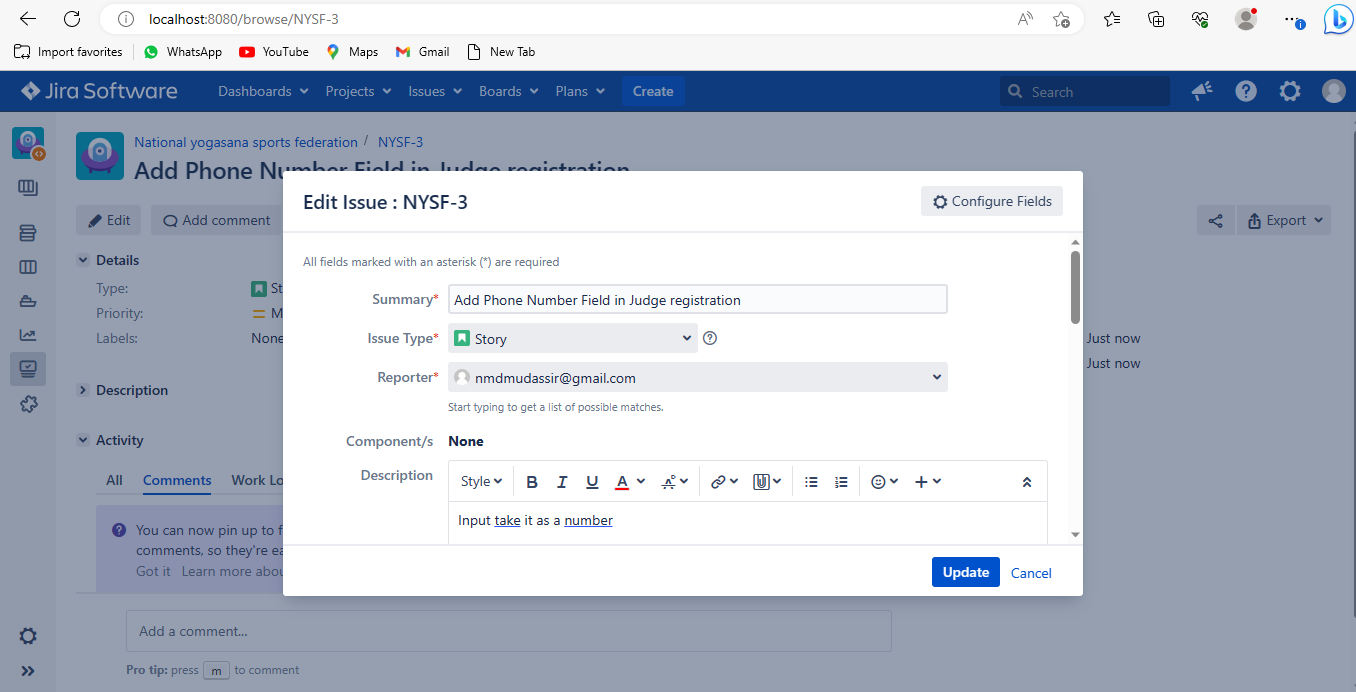 localhost:8080/browse/NYSF-3
Import favorites WhatsApp YouTube Maps Gmail New Tab
Jira Software Dashboards Projects Issues Boards Plans Create Search
National yogasana sports federation / NYSF-3
Add Phone Number Field in Judge registration
Edit Add comment Export
Edit Issue : NYSF-3 Configure Fields
All fields marked with an asterisk (*) are required
Summary* Add Phone Number Field in Judge registration
Issue Type* Story
Reporter* nmdmudassir@gmail.com
Start typing to get a list of possible matches.
Component/s None
Description Style B I U A
Input take it as a number
Update Cancel
Details
Type: St
Priority: M
Labels: None
Just now
Just now
Description
Activity
All Comments Work Lo
You can now pin up to f
comments, so they're ea
Got it Learn more abou
Add a comment...
Pro tip: press m to comment